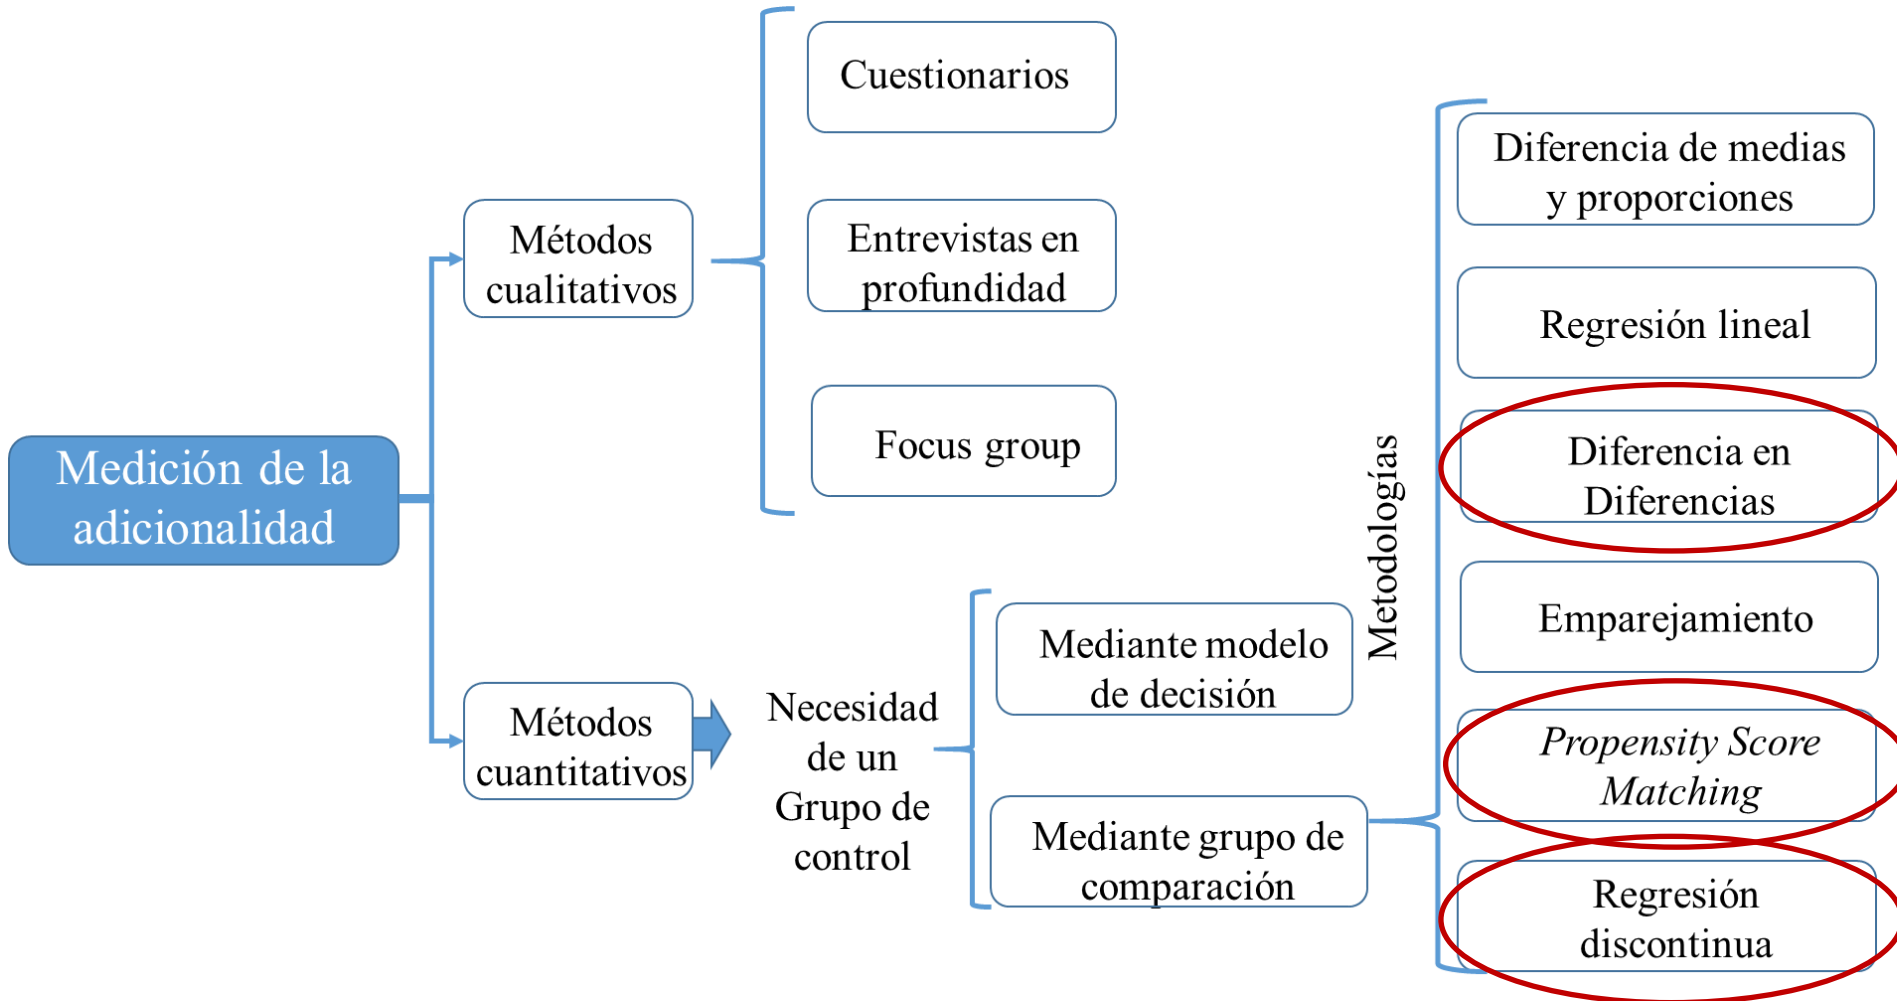 Medición de la
adicionalidad
Métodos
cualitativos
Cuestionarios
Entrevistas en
profundidad
Focus group
Métodos
cuantitativos
Necesidad
de un
Grupo de
control
Mediante modelo
de decisión
Mediante grupo de
comparación
Metodologías
Diferencia de medias
y proporciones
Regresión lineal
Diferencia en
Diferencias
Emparejamiento
Propensity Score
Matching
Regresión
discontinua